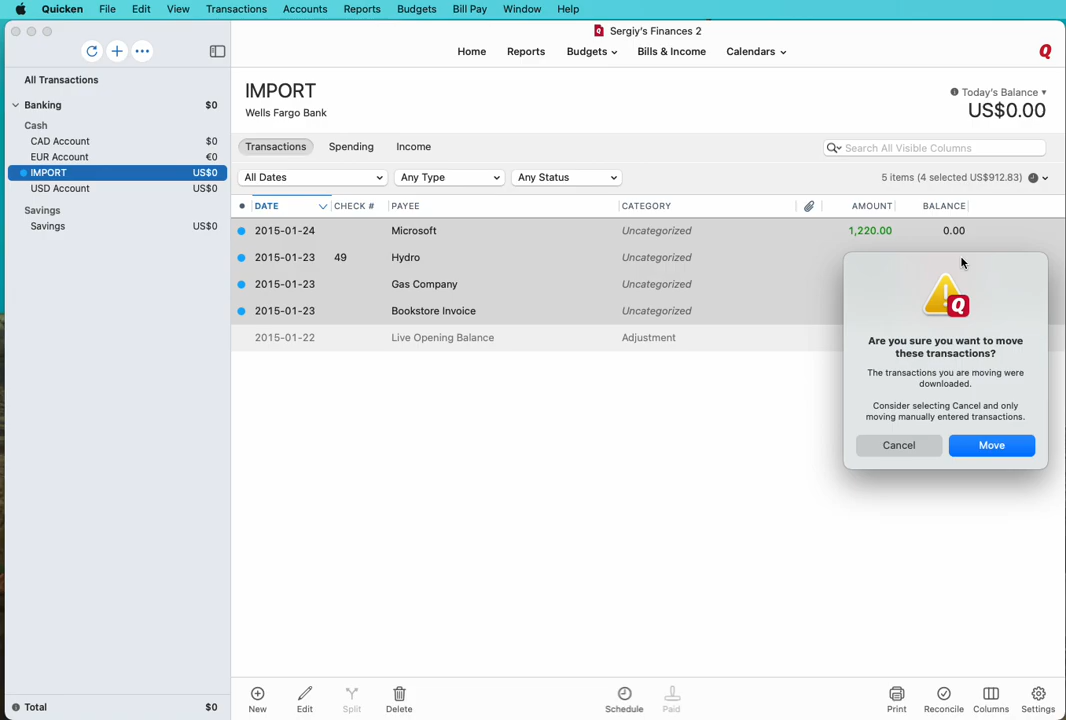 Quicken File Edit View Transactions Accounts Reports Budgets Bill Pay Window Help
Sergiy's Finances 2
Home Reports Budgets Bills & Income Calendars
All Transactions
Banking $0
Cash
CAD Account $0
EUR Account €0
IMPORT US$0
USD Account US$0
Savings
Savings US$0
Total $0
IMPORT
Wells Fargo Bank
Today's Balance
US$0.00
Transactions Spending Income
Search All Visible Columns
All Dates Any Type Any Status
5 items (4 selected US$912.83)
DATE CHECK # PAYEE CATEGORY AMOUNT BALANCE
2015-01-24 Microsoft Uncategorized 1,220.00 0.00
2015-01-23 49 Hydro Uncategorized
2015-01-23 Gas Company Uncategorized
2015-01-23 Bookstore Invoice Uncategorized
2015-01-22 Live Opening Balance Adjustment
Are you sure you want to move
these transactions?
The transactions you are moving were
downloaded.
Consider selecting Cancel and only
moving manually entered transactions.
Cancel Move
New Edit Split Delete Schedule Paid Print Reconcile Columns Settings